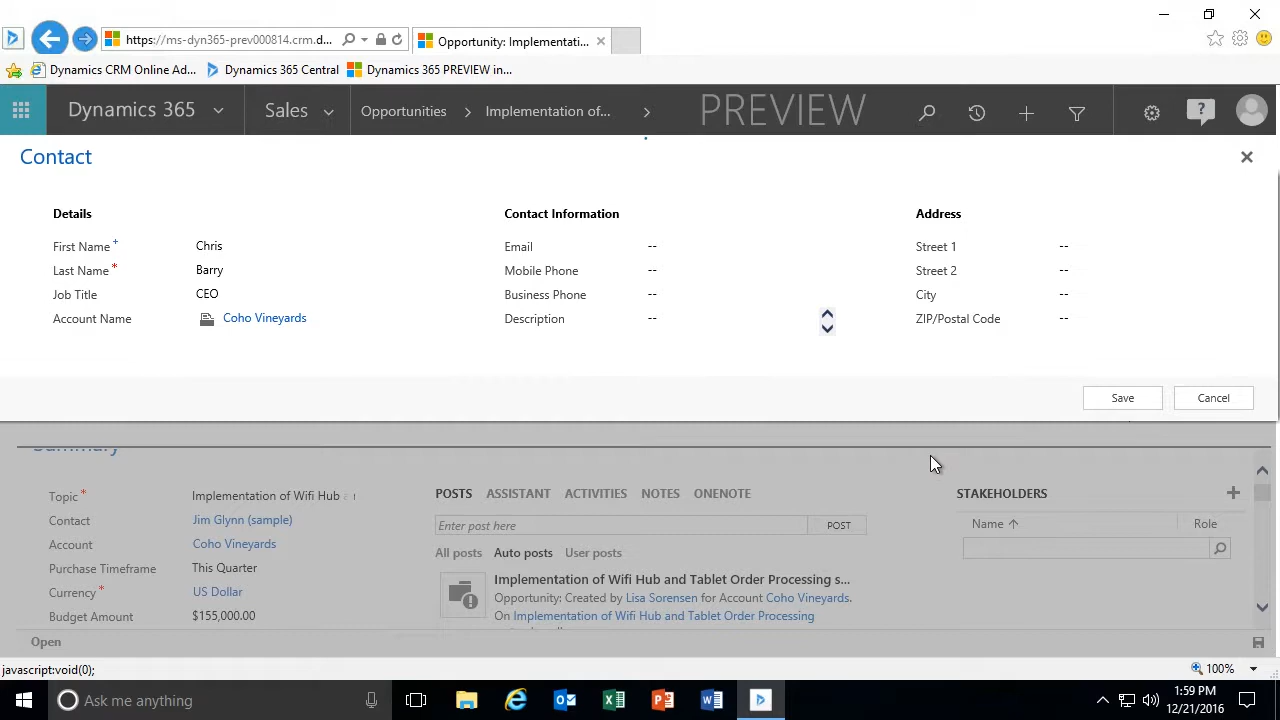 https://ms-dyn365-prev000814.crm.d...
Opportunity: Implementati...
Dynamics CRM Online Ad...
Dynamics 365 Central
Dynamics 365 PREVIEW in...
Dynamics 365
Sales
Opportunities
Implementation of...
PREVIEW
Contact
Details
First Name+
Chris
Last Name*
Barry
Job Title
CEO
Account Name
Coho Vineyards
Contact Information
Email
--
Mobile Phone
--
Business Phone
--
Description
--
Address
Street 1
--
Street 2
--
City
--
ZIP/Postal Code
--
Save
Cancel
Summary
Topic*
Implementation of Wifi Hub
Contact
Jim Glynn (sample)
Account
Coho Vineyards
Purchase Timeframe
This Quarter
Currency*
US Dollar
Budget Amount
$155,000.00
POSTS
ASSISTANT
ACTIVITIES
NOTES
ONENOTE
Enter post here
POST
All posts
Auto posts
User posts
Implementation of Wifi Hub and Tablet Order Processing s...
Opportunity: Created by Lisa Sorensen for Account Coho Vineyards.
On Implementation of Wifi Hub and Tablet Order Processing
STAKEHOLDERS
Name
Role
Open
javascript:void(0);
100%
Ask me anything
1:59 PM
12/21/2016